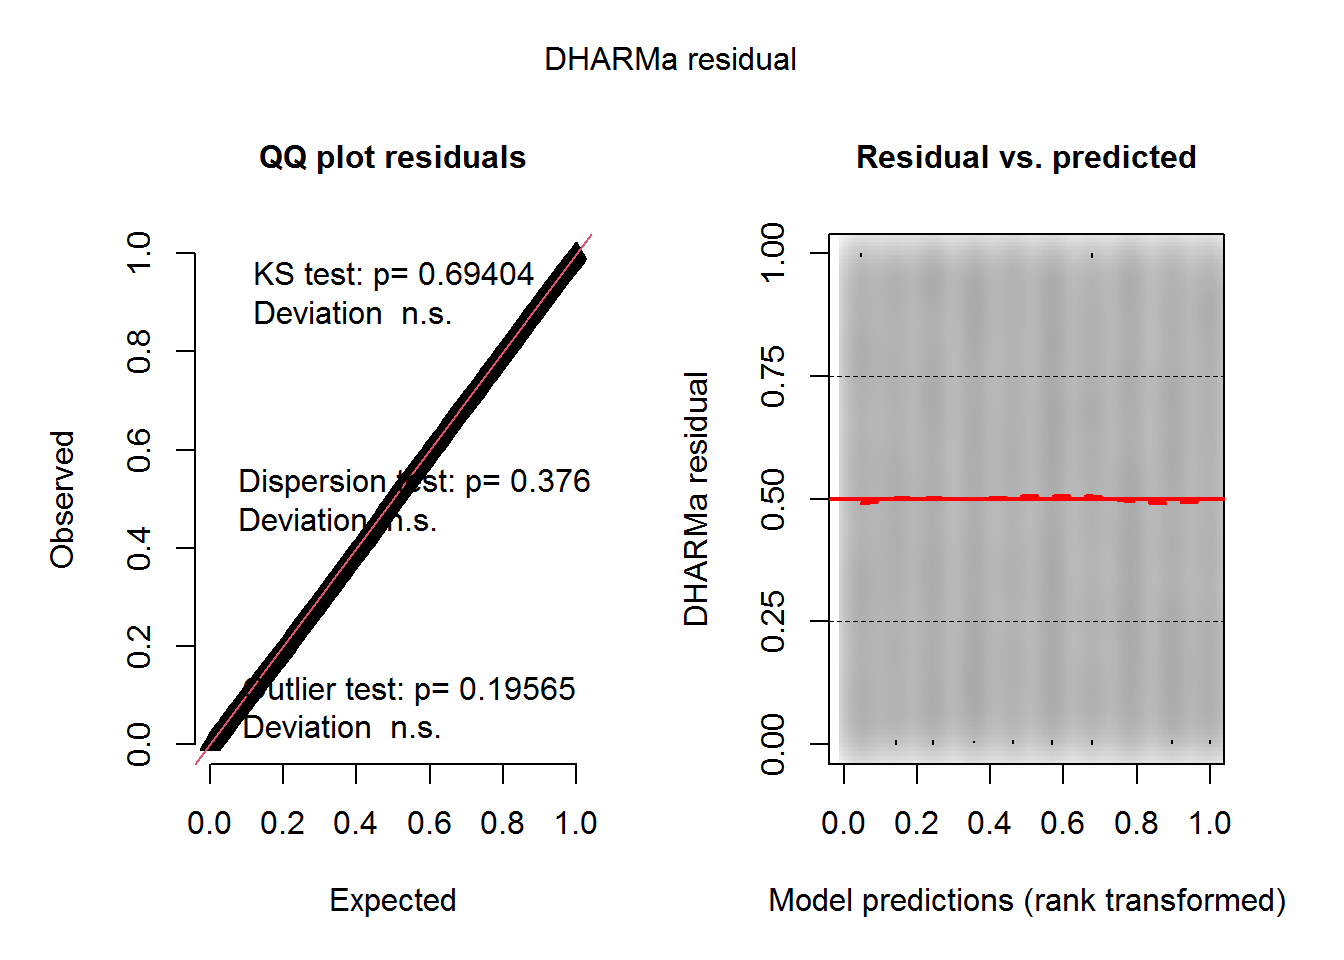 DHARMa residual
QQ plot residuals
KS test: p= 0.69404
Deviation  n.s.
Dispersion test: p= 0.376
Deviation  n.s.
Outlier test: p= 0.19565
Deviation  n.s.
Observed
0.0 0.2 0.4 0.6 0.8 1.0
0.0 0.2 0.4 0.6 0.8 1.0
Expected
Residual vs. predicted
DHARMa residual
0.00 0.25 0.50 0.75 1.00
0.0 0.2 0.4 0.6 0.8 1.0
Model predictions (rank transformed)